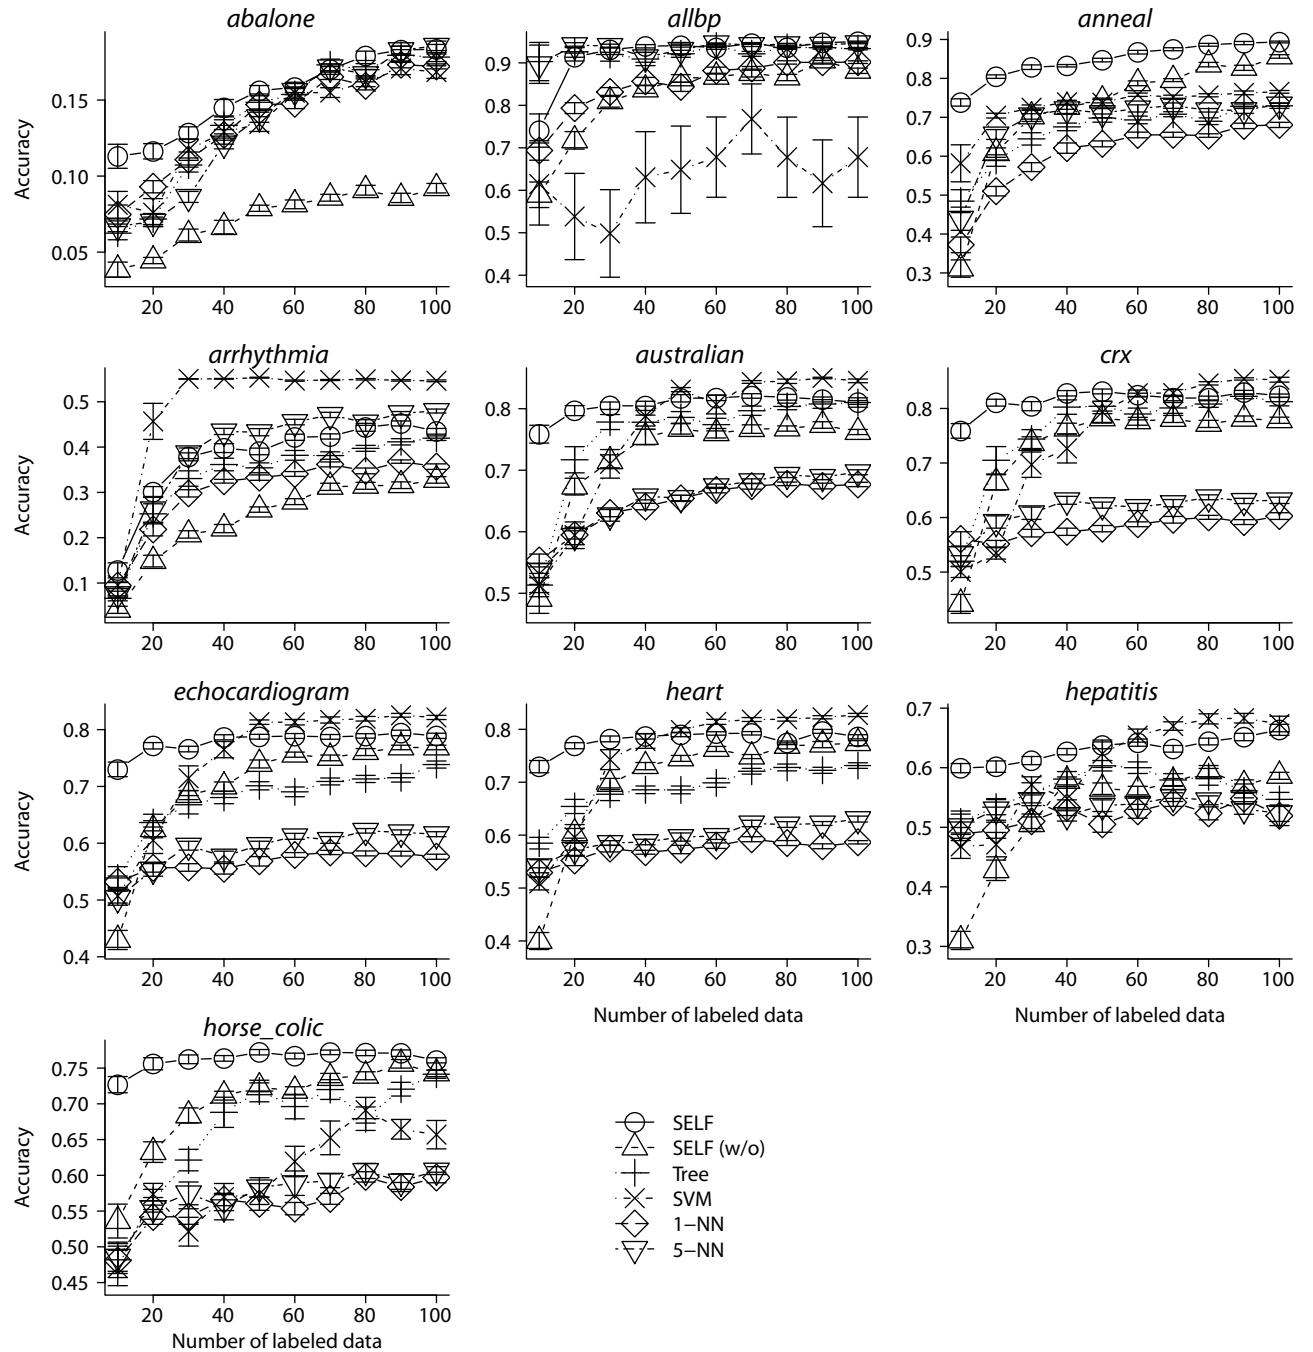 abalone
allbp
anneal
Accuracy
0.15
0.10
0.05
20 40 60 80 100
0.9
0.8
0.7
0.6
0.5
0.4
20 40 60 80 100
0.9
0.8
0.7
0.6
0.5
0.4
0.3
20 40 60 80 100
arrhythmia
australian
crx
Accuracy
0.5
0.4
0.3
0.2
0.1
20 40 60 80 100
0.8
0.7
0.6
0.5
20 40 60 80 100
0.8
0.7
0.6
0.5
20 40 60 80 100
echocardiogram
heart
hepatitis
Accuracy
0.8
0.7
0.6
0.5
0.4
20 40 60 80 100
0.8
0.7
0.6
0.5
0.4
20 40 60 80 100
Number of labeled data
0.7
0.6
0.5
0.4
0.3
20 40 60 80 100
Number of labeled data
horse_colic
Accuracy
0.75
0.70
0.65
0.60
0.55
0.50
0.45
20 40 60 80 100
Number of labeled data
SELF
SELF (w/o)
Tree
SVM
1−NN
5−NN